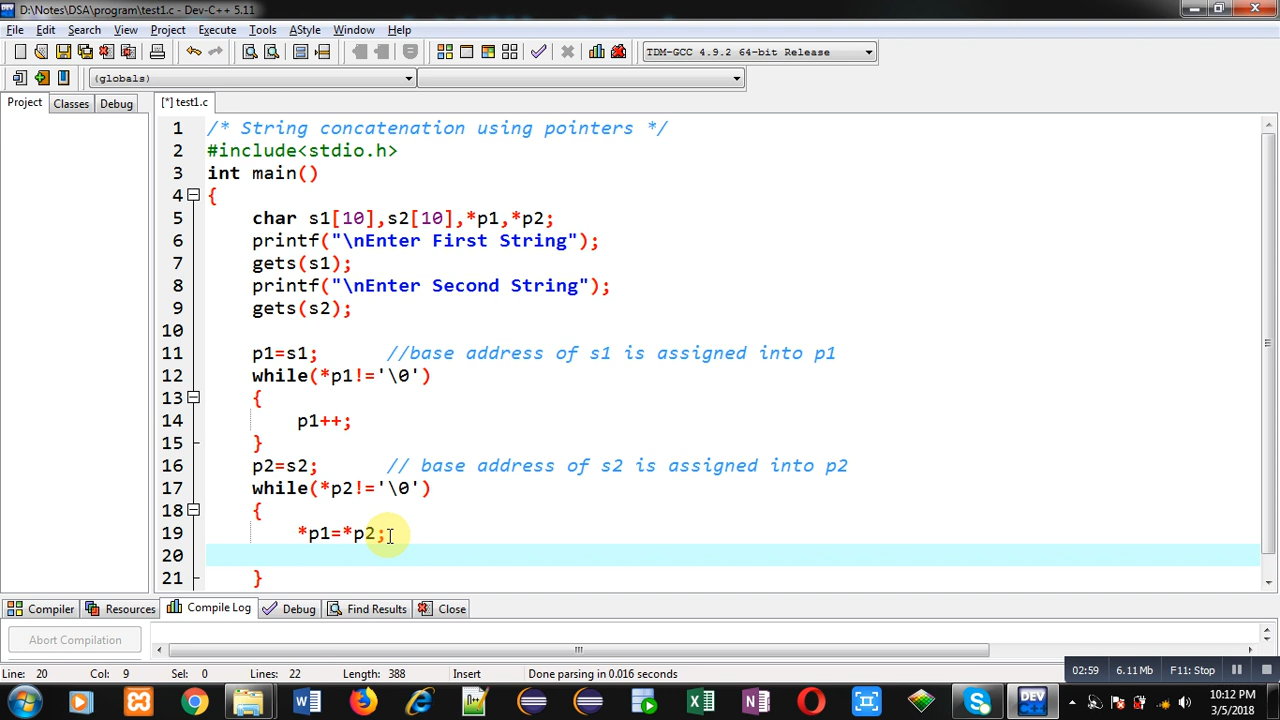 D:\Notes\DSA\program\test1.c - Dev-C++ 5.11
File Edit Search View Project Execute Tools AStyle Window Help
TDM-GCC 4.9.2 64-bit Release
(globals)
Project Classes Debug [*] test1.c
1 /* String concatenation using pointers */
2 #include<stdio.h>
3 int main()
4 {
5 char s1[10],s2[10],*p1,*p2;
6 printf("\nEnter First String");
7 gets(s1);
8 printf("\nEnter Second String");
9 gets(s2);
10
11 p1=s1; //base address of s1 is assigned into p1
12 while(*p1!='\0')
13 {
14 p1++;
15 }
16 p2=s2; // base address of s2 is assigned into p2
17 while(*p2!='\0')
18 {
19 *p1=*p2;
20
21 }
Compiler Resources Compile Log Debug Find Results Close
Abort Compilation
Line: 20 Col: 9 Sel: 0 Lines: 22 Length: 388 Insert Done parsing in 0.016 seconds
02:59 6.11 Mb F11: Stop
DEV
10:12 PM
3/5/2018